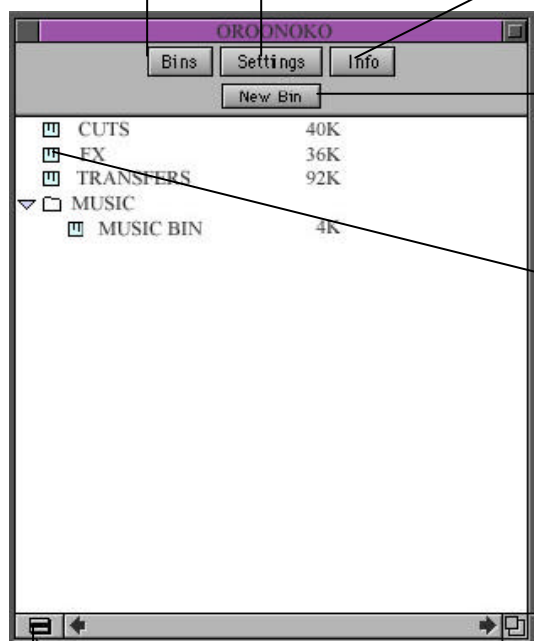 OROONOKO
Bins Settings Info
New Bin
CUTS 40K
FX 36K
TRANSFERS 92K
MUSIC
MUSIC BIN 4K